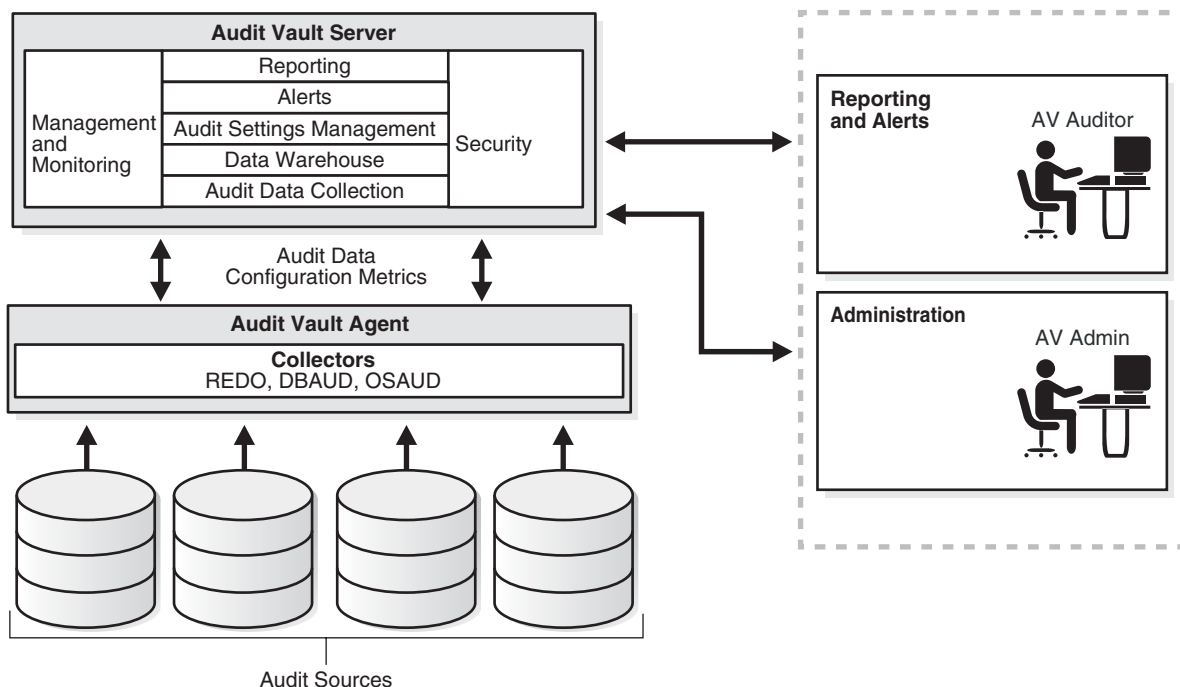 Audit Vault Server
Management
and
Monitoring
Reporting
Alerts
Audit Settings Management
Data Warehouse
Audit Data Collection
Security
Audit Data
Configuration Metrics
Audit Vault Agent
Collectors
REDO, DBAUD, OSAUD
Audit Sources
Reporting
and Alerts
AV Auditor
Administration
AV Admin